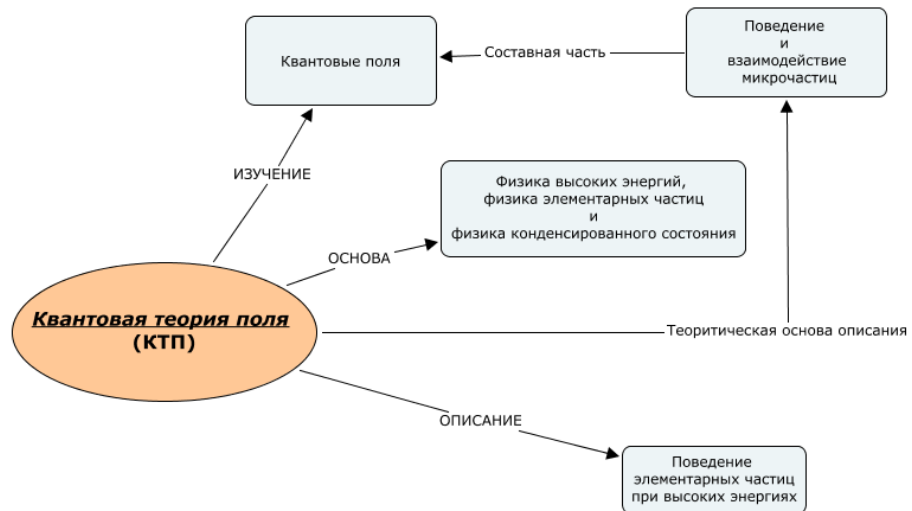 Квантовые поля
Составная часть
Поведение
и
взаимодействие
микрочастиц
ИЗУЧЕНИЕ
Физика высоких энергий,
физика элементарных частиц
и
физика конденсированного состояния
ОСНОВА
Квантовая теория поля
(КТП)
Теоритическая основа описания
ОПИСАНИЕ
Поведение
элементарных частиц
при высоких энергиях